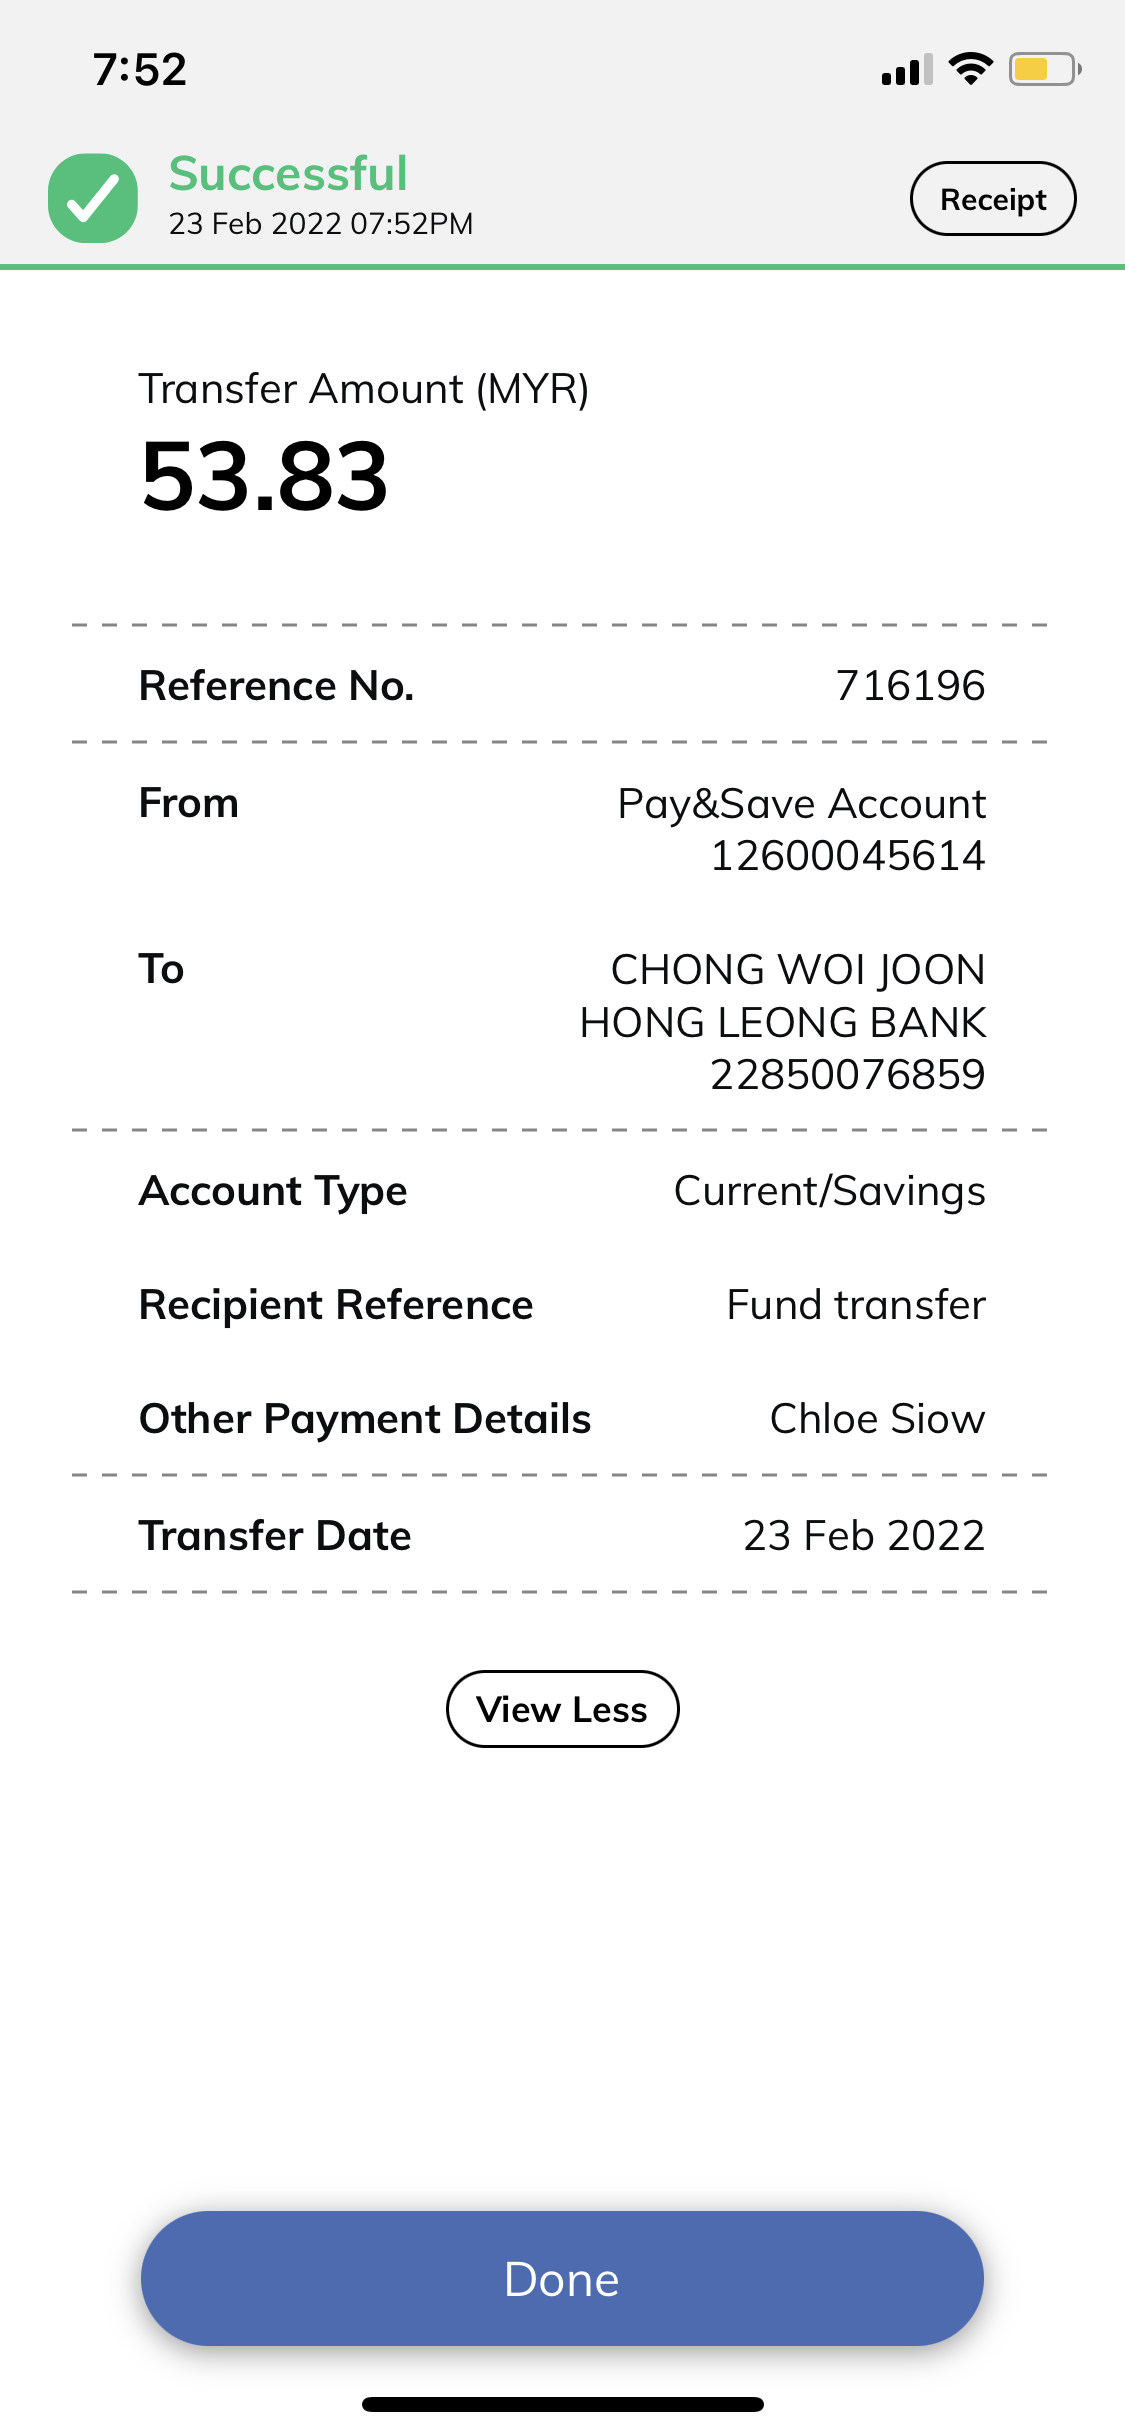 7:52
Successful
23 Feb 2022 07:52PM
Receipt
Transfer Amount (MYR)
53.83
Reference No. 716196
From Pay&Save Account
12600045614
To CHONG WOI JOON
HONG LEONG BANK
22850076859
Account Type Current/Savings
Recipient Reference Fund transfer
Other Payment Details Chloe Siow
Transfer Date 23 Feb 2022
View Less
Done